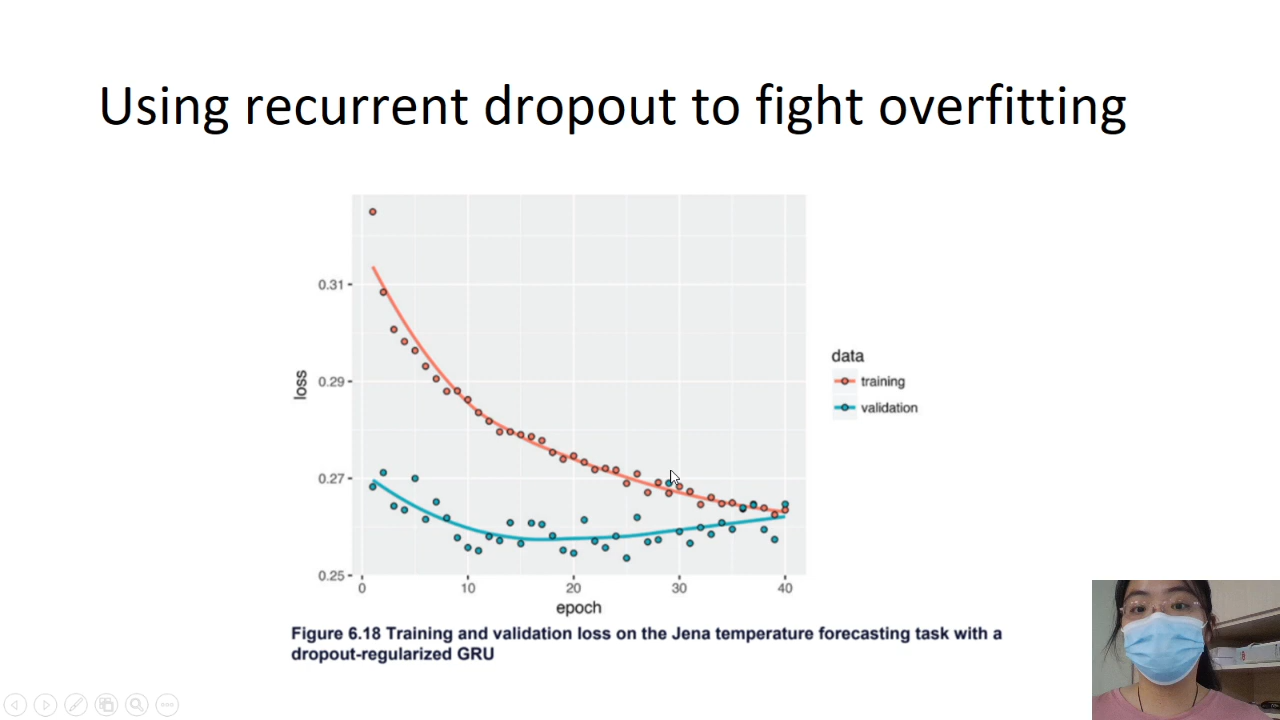 Using recurrent dropout to fight overfitting
0.31
0.29
0.27
0.25
loss
0
10
20
30
40
epoch
data
training
validation
Figure 6.18 Training and validation loss on the Jena temperature forecasting task with a
dropout-regularized GRU